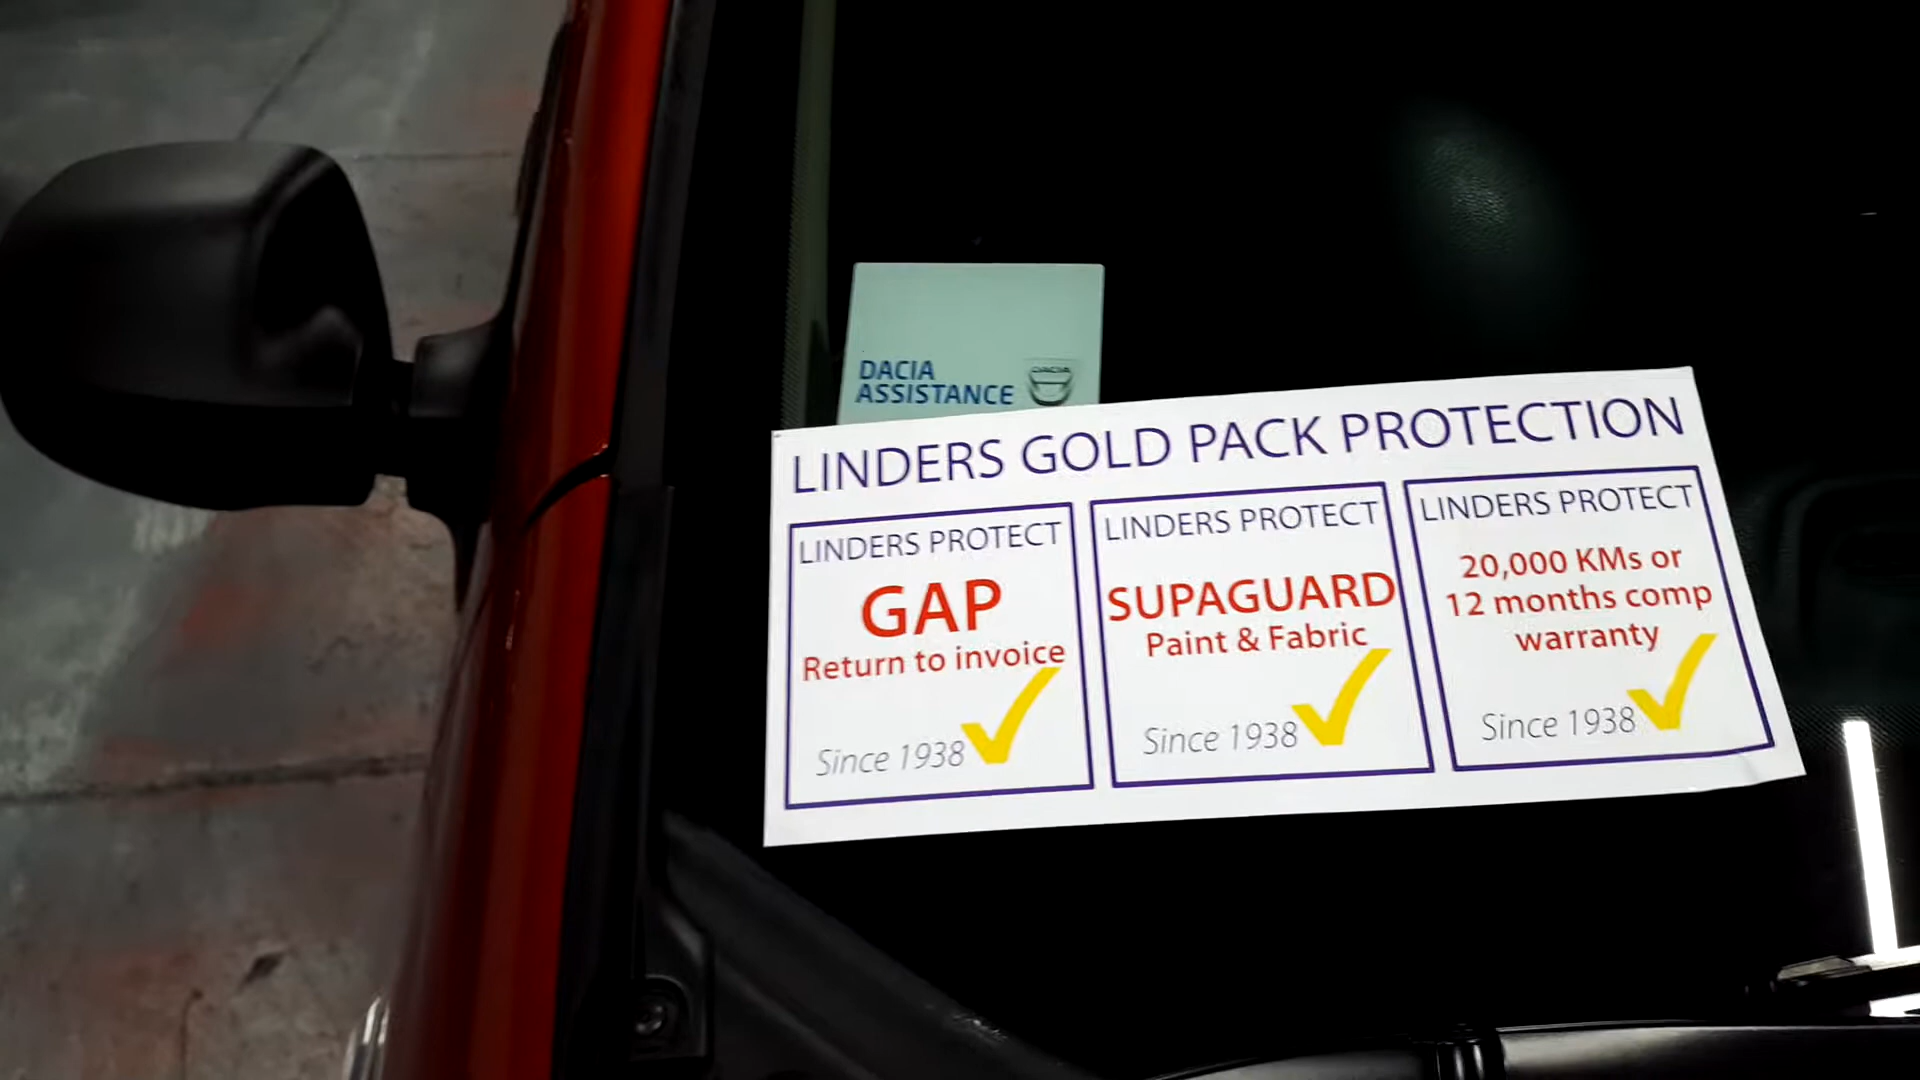 DACIA
ASSISTANCE
DACIA
LINDERS GOLD PACK PROTECTION
LINDERS PROTECT
GAP
Return to invoice
Since 1938
LINDERS PROTECT
SUPAGUARD
Paint & Fabric
Since 1938
LINDERS PROTECT
20,000 KMs or
12 months comp
warranty
Since 1938